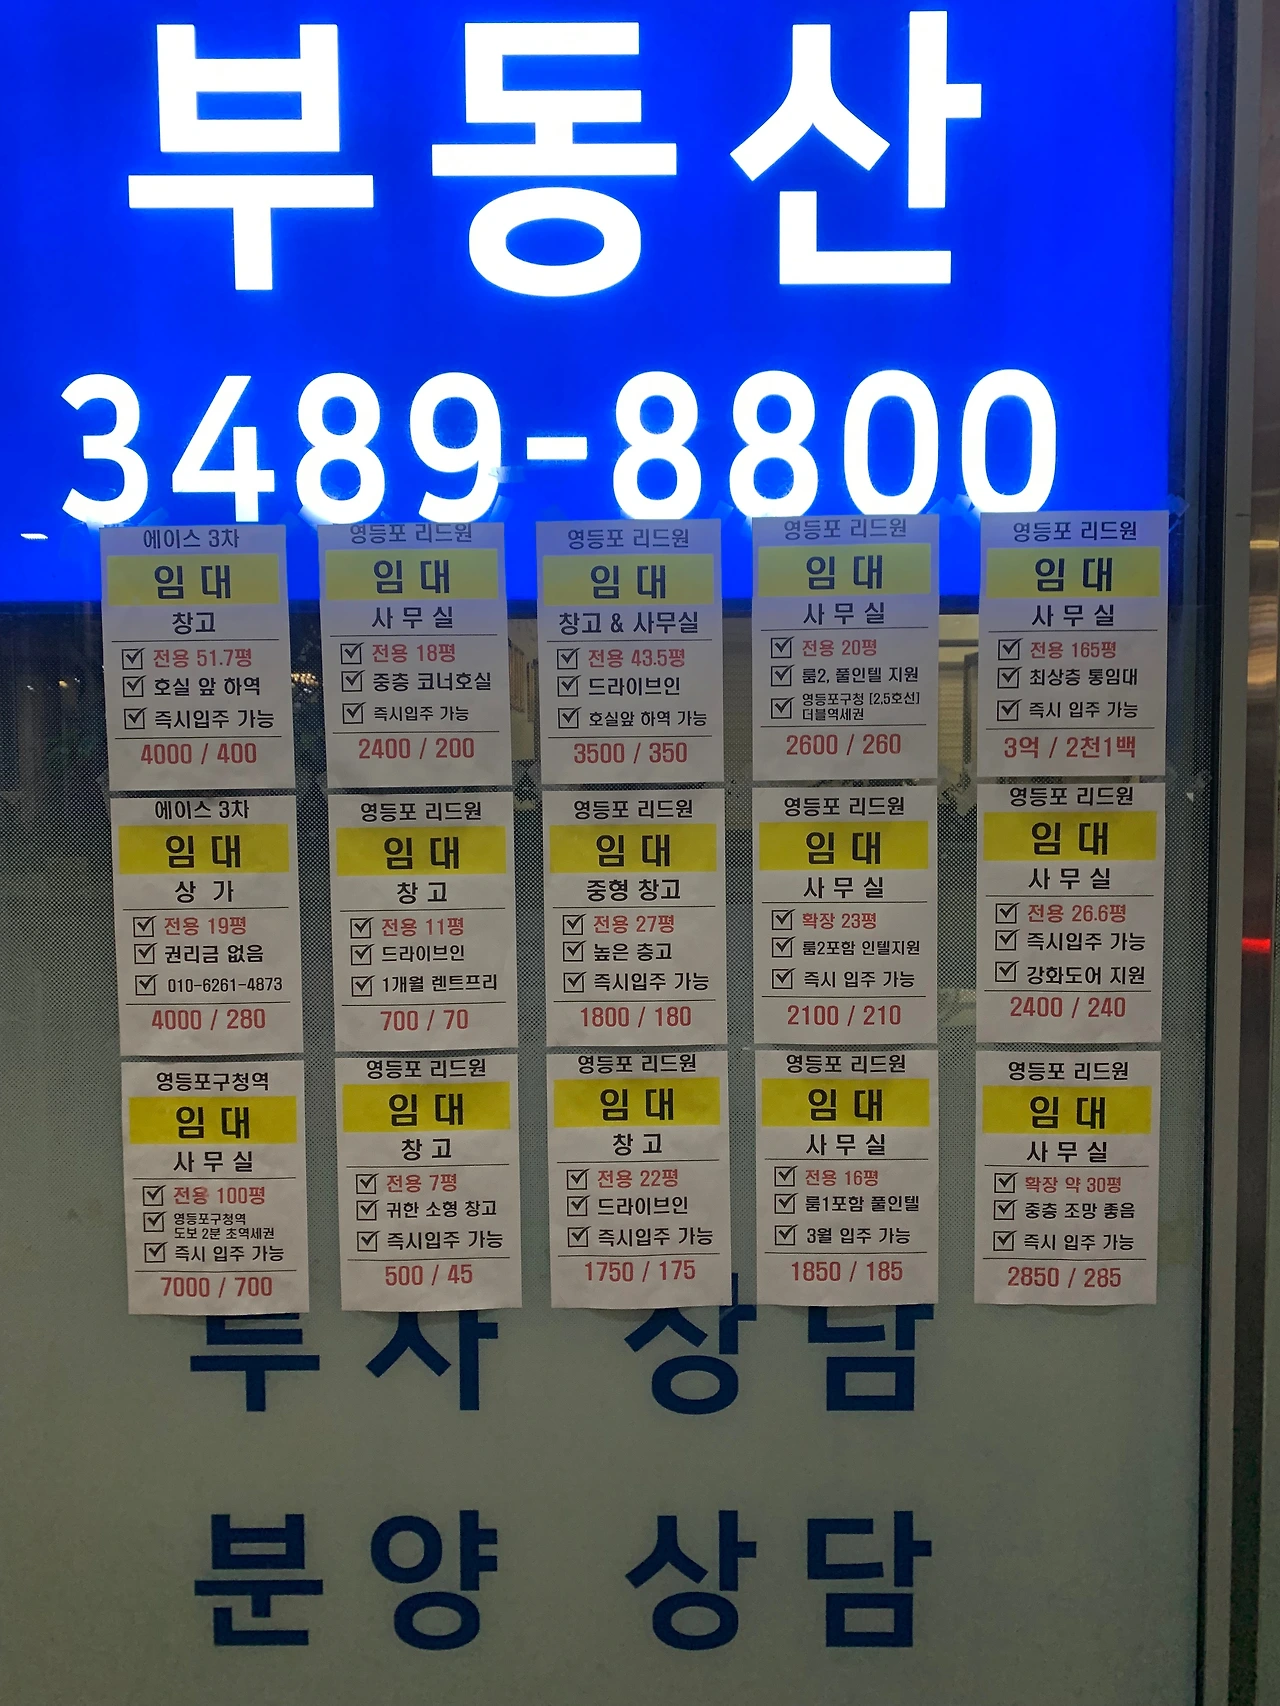 부동산
3489-8800
에이스 3차
임대
창고
전용 51.7평
호실 앞 하역
즉시입주 가능
4000 / 400
영등포 리드원
임대
사무실
전용 18평
중층 코너호실
즉시입주 가능
2400 / 200
영등포 리드원
임대
창고 & 사무실
전용 43.5평
드라이브인
호실앞 하역 가능
3500 / 350
영등포 리드원
임대
사무실
전용 20평
룸2, 풀인텔 지원
영등포구청 [2,5호선]
더블역세권
2600 / 260
영등포 리드원
임대
사무실
전용 165평
최상층 통임대
즉시 입주 가능
3억 / 2천1백
에이스 3차
임대
상 가
전용 19평
권리금 없음
010-6261-4873
4000 / 280
영등포 리드원
임대
창고
전용 11평
드라이브인
1개월 렌트프리
700 / 70
영등포 리드원
임대
중형 창고
전용 27평
높은 층고
즉시입주 가능
1800 / 180
영등포 리드원
임대
사무실
확장 23평
룸2포함 인텔지원
즉시 입주 가능
2100 / 210
영등포 리드원
임대
사무실
전용 26.6평
즉시입주 가능
강화도어 지원
2400 / 240
영등포구청역
임대
사무실
전용 100평
영등포구청역
도보 2분 초역세권
즉시 입주 가능
7000 / 700
영등포 리드원
임대
창고
전용 7평
귀한 소형 창고
즉시입주 가능
500 / 45
영등포 리드원
임대
창고
전용 22평
드라이브인
즉시입주 가능
1750 / 175
영등포 리드원
임대
사무실
전용 16평
룸1포함 풀인텔
3월 입주 가능
1850 / 185
영등포 리드원
임대
사무실
확장 약 30평
중층 조망 좋음
즉시 입주 가능
2850 / 285
투자 상담
분양 상담